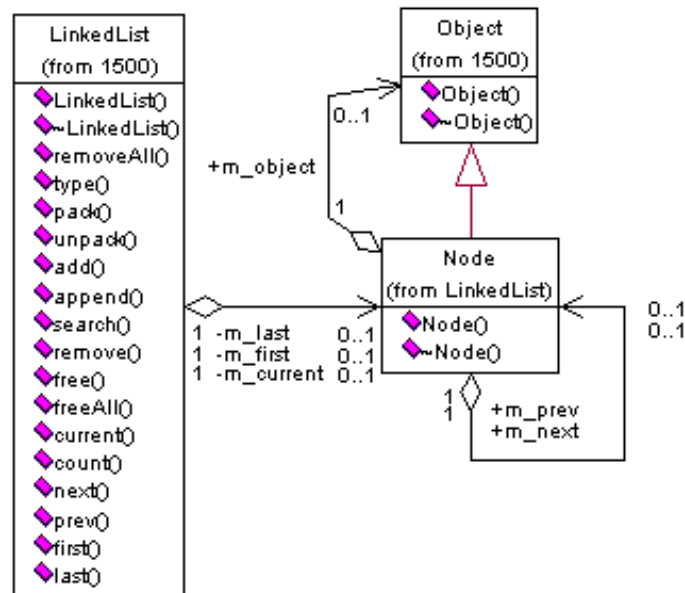 LinkedList
(from 1500)
LinkedList()
~LinkedList()
removeAll()
type()
pack()
unpack()
add()
append()
search()
remove()
free()
freeAll()
current()
count()
next()
prev()
first()
last()
Object
(from 1500)
Object()
~Object()
0..1
+m_object
1
Node
(from LinkedList)
Node()
~Node()
1 -m_last 0..1
1 -m_first 0..1
1 -m_current 0..1
0..1
0..1
1 +m_prev
1 +m_next